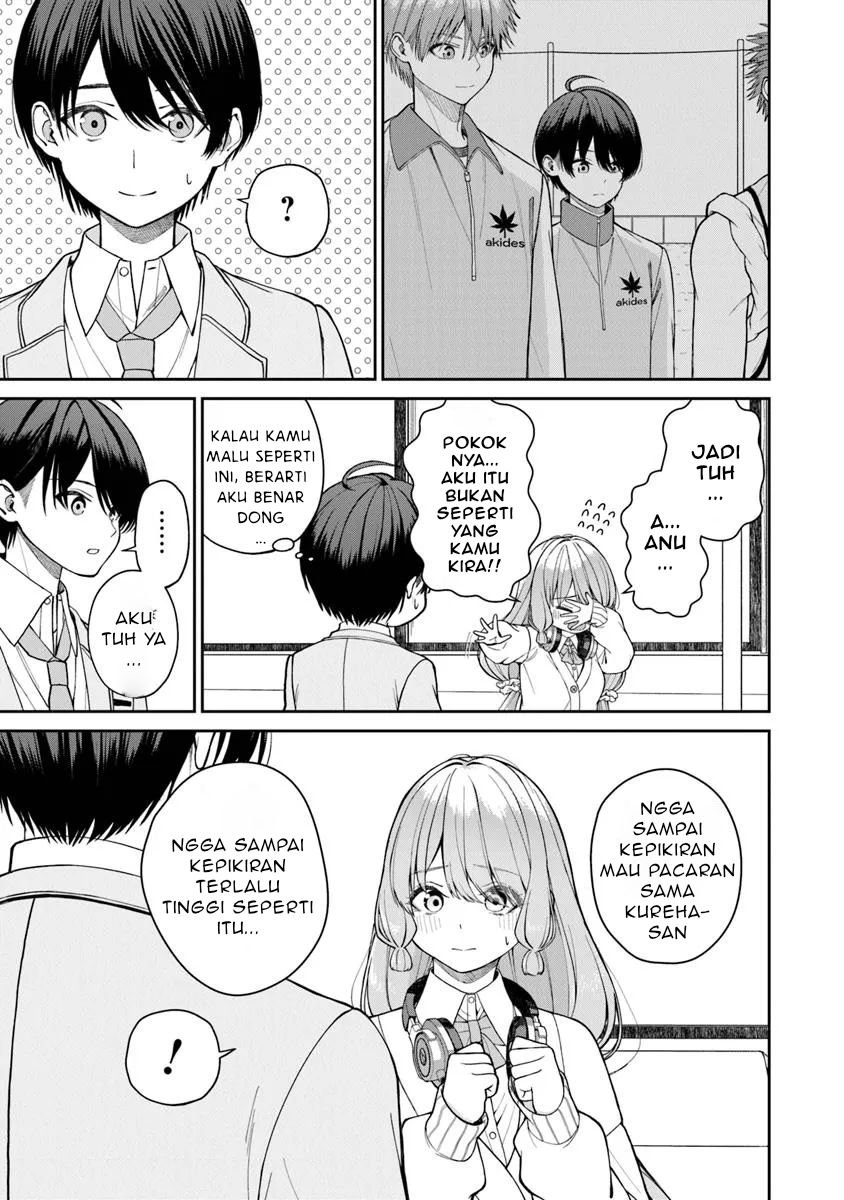 akides
akides
?
JADI
TUH
...
A...
ANU
...
POKOK
NYA...
AKU ITU
BUKAN
SEPERTI
YANG
KAMU
KIRA!!
KALAU KAMU
MALU SEPERTI
INI, BERARTI
AKU BENAR
DONG
...
......
AKU
TUH YA
...
NGGA
SAMPAI
KEPIKIRAN
MAU PACARAN
SAMA
KUREHA-
SAN
NGGA SAMPAI
KEPIKIRAN
TERLALU
TINGGI SEPERTI
ITU...
!